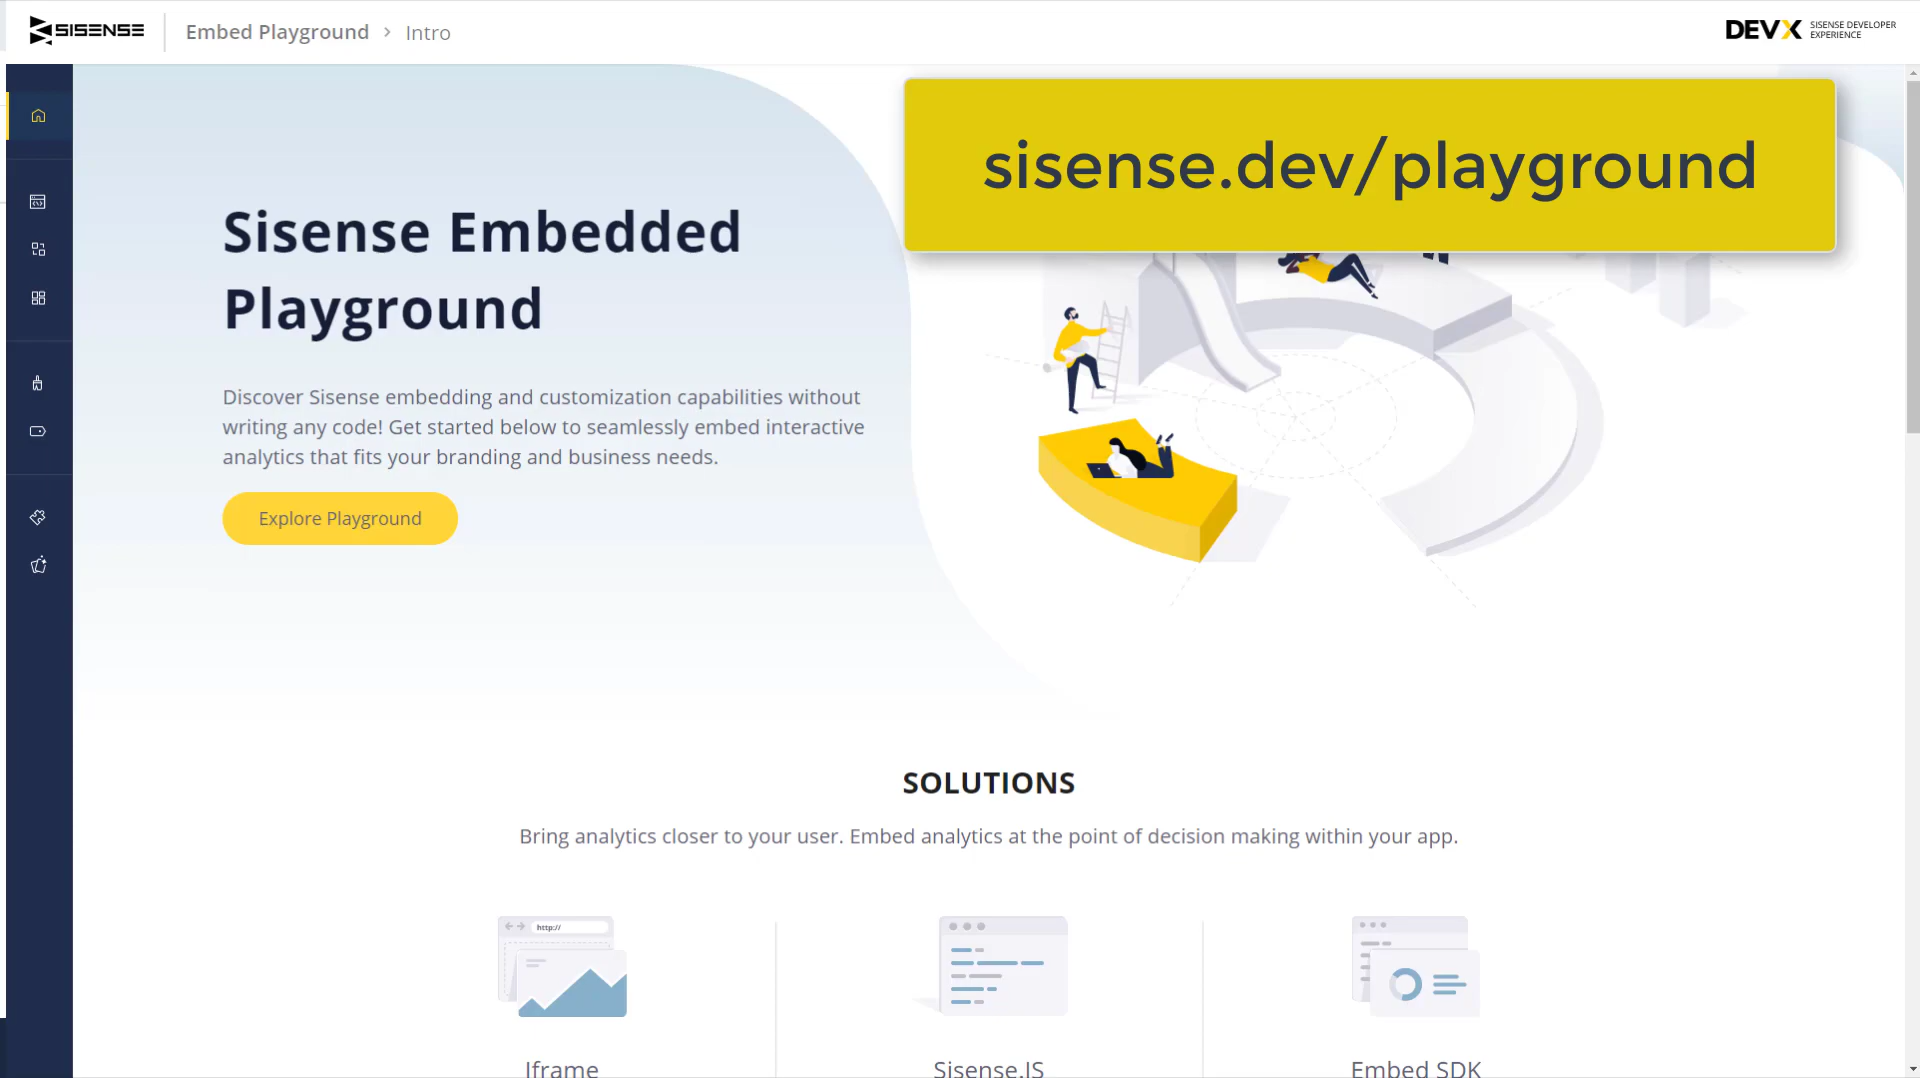 SISENSE
Embed Playground > Intro
DEVX SISENSE DEVELOPER
EXPERIENCE
sisense.dev/playground
Sisense Embedded
Playground
Discover Sisense embedding and customization capabilities without
writing any code! Get started below to seamlessly embed interactive
analytics that fits your branding and business needs.
Explore Playground
SOLUTIONS
Bring analytics closer to your user. Embed analytics at the point of decision making within your app.
http://
Iframe
Sisense.JS
Embed SDK